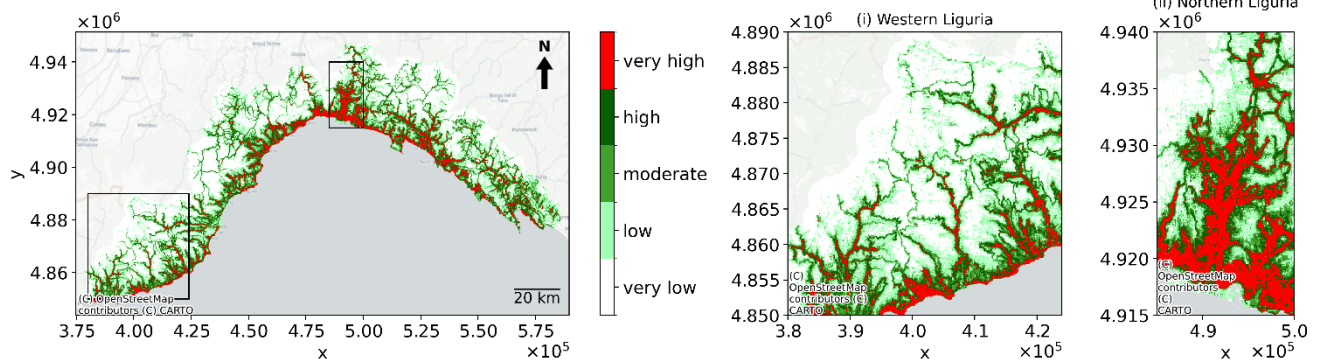 ×10⁶
4.94
4.92
4.90
4.88
4.86
y
N
20 km
(C) OpenStreetMap
contributors (C) CARTO
3.75 4.00 4.25 4.50 4.75 5.00 5.25 5.50 5.75
x
×10⁵
very high
high
moderate
low
very low
(i) Western Liguria
×10⁶
4.890
4.885
4.880
4.875
4.870
4.865
4.860
4.855
4.850
(C)
OpenStreetMap
contributors (C)
CARTO
3.8 3.9 4.0 4.1 4.2
x
×10⁵
(ii) Northern Liguria
×10⁶
4.940
4.935
4.930
4.925
4.920
4.915
(C)
OpenStreetMap
contributors
(C)
CARTO
4.9 5.0
x
×10⁵